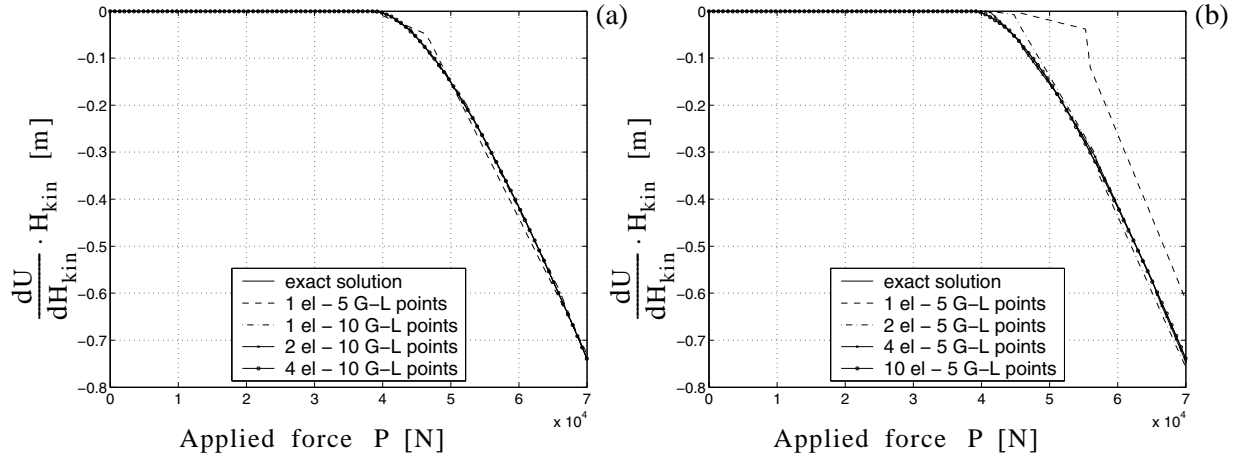 (a)
0
−0.1
−0.2
−0.3
−0.4
−0.5
−0.6
−0.7
−0.8
dU
dH_kin · H_kin [m]
exact solution
1 el − 5 G−L points
1 el − 10 G−L points
2 el − 10 G−L points
4 el − 10 G−L points
0 1 2 3 4 5 6 7
x 10^4
Applied force P [N]
(b)
0
−0.1
−0.2
−0.3
−0.4
−0.5
−0.6
−0.7
−0.8
dU
dH_kin · H_kin [m]
exact solution
1 el − 5 G−L points
2 el − 5 G−L points
4 el − 5 G−L points
10 el − 5 G−L points
0 1 2 3 4 5 6 7
x 10^4
Applied force P [N]